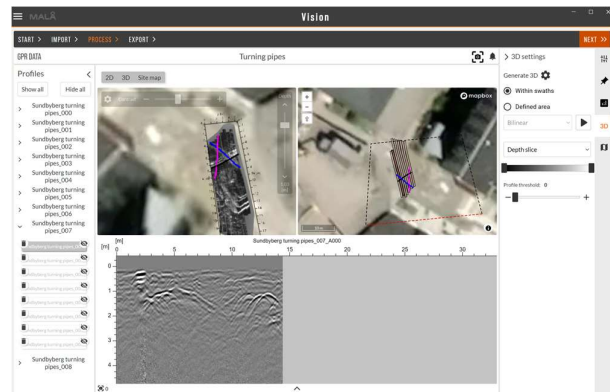 MALÅ
Vision
START > IMPORT > PROCESS > EXPORT >
NEXT >>
GPR DATA
Turning pipes
Profiles
Show all
Hide all
Sundbyberg turning
pipes_000
Sundbyberg turning
pipes_001
Sundbyberg turning
pipes_002
Sundbyberg turning
pipes_003
Sundbyberg turning
pipes_004
Sundbyberg turning
pipes_005
Sundbyberg turning
pipes_006
Sundbyberg turning
pipes_007
Sundbyberg turning
pipes_008
2D 3D Site map
mapbox
[m]
Sundbyberg turning pipes_007_A000
[m]
0 5 10 15 20 25 30
0
1
2
3
4
0
3D settings
Generate 3D
Within swaths
Defined area
Bilinear
Depth slice
Profile threshold: 0
3D